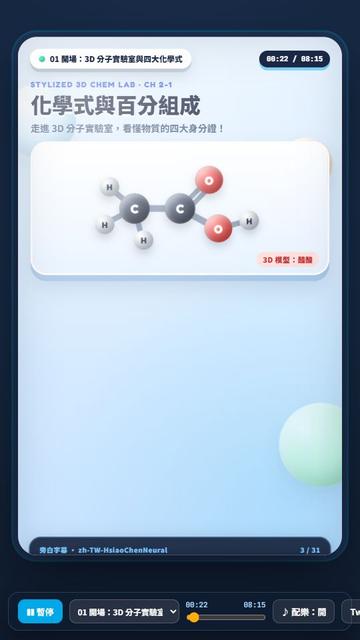 01 開場：3D 分子實驗室與四大化學式
00:22 / 08:15
STYLIZED 3D CHEM LAB · CH 2-1
化學式與百分組成
走進 3D 分子實驗室，看懂物質的四大身分證！
H
O
C
C
H
H
O
H
H
3D 模型：醋酸
旁白字幕 · zh-TW-HsiaoChenNeural
3 / 31
暫停
01 開場：3D 分子實驗室
00:22
08:15
♪ 配樂：開
Tw